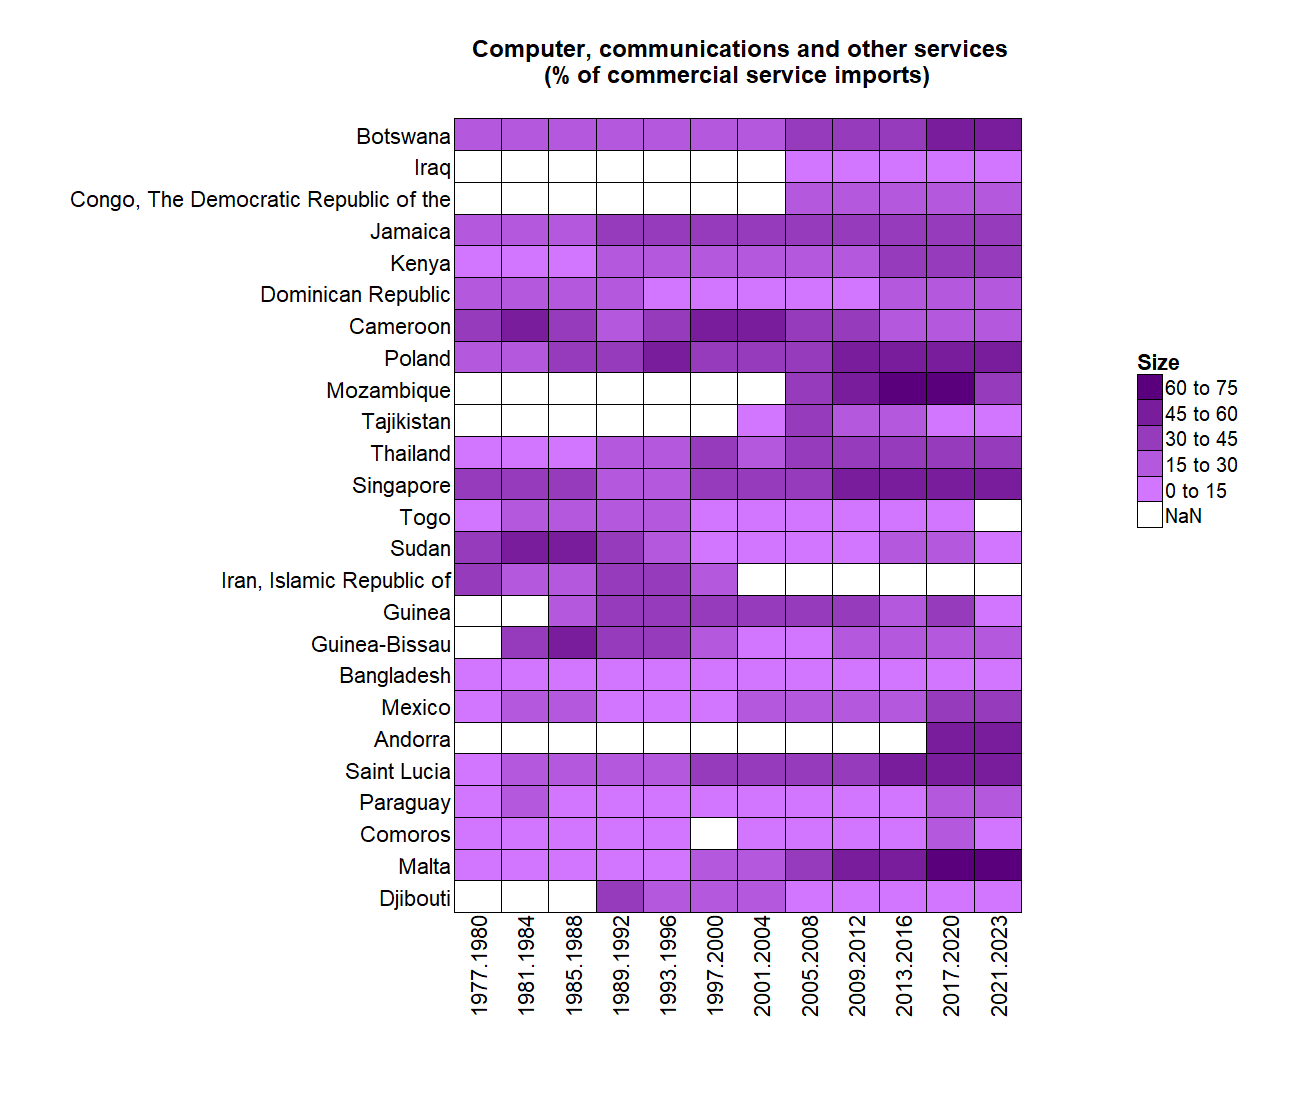 Computer, communications and other services
(% of commercial service imports)
Botswana
Iraq
Congo, The Democratic Republic of the
Jamaica
Kenya
Dominican Republic
Cameroon
Poland
Mozambique
Tajikistan
Thailand
Singapore
Togo
Sudan
Iran, Islamic Republic of
Guinea
Guinea-Bissau
Bangladesh
Mexico
Andorra
Saint Lucia
Paraguay
Comoros
Malta
Djibouti
1977.1980
1981.1984
1985.1988
1989.1992
1993.1996
1997.2000
2001.2004
2005.2008
2009.2012
2013.2016
2017.2020
2021.2023
Size
60 to 75
45 to 60
30 to 45
15 to 30
0 to 15
NaN